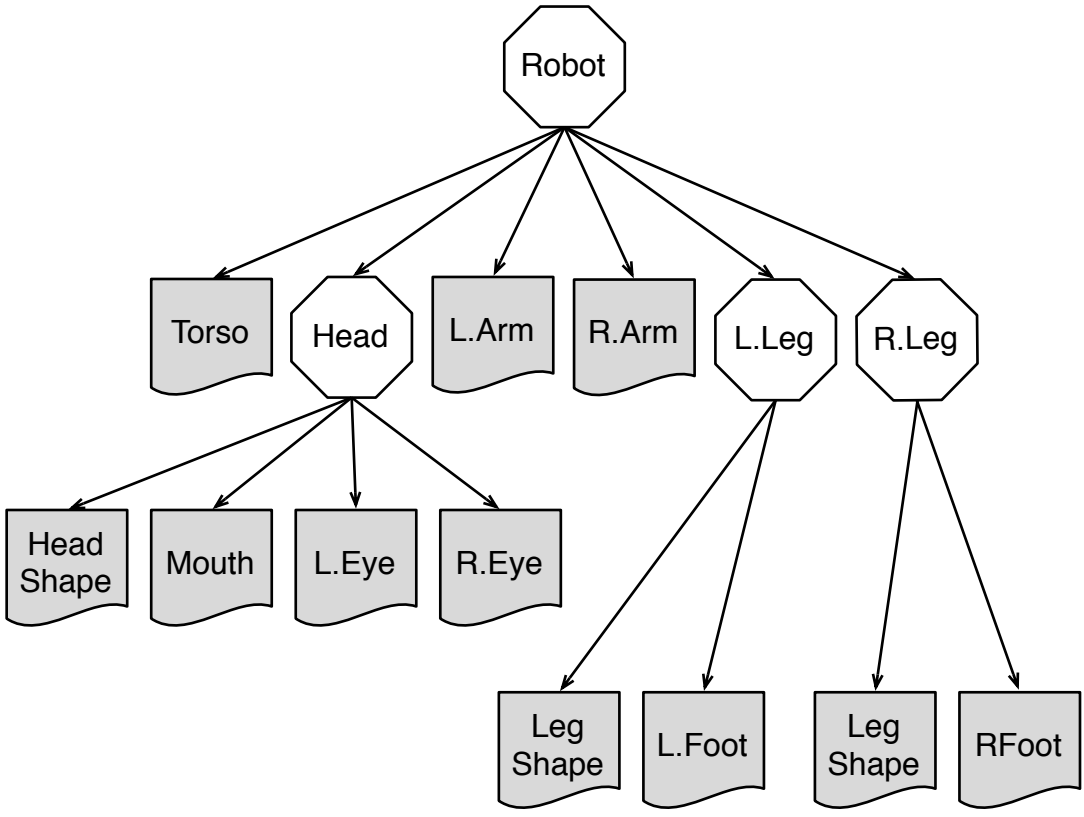 Robot
Torso
Head
L.Arm
R.Arm
L.Leg
R.Leg
Head
Shape
Mouth
L.Eye
R.Eye
Leg
Shape
L.Foot
Leg
Shape
RFoot